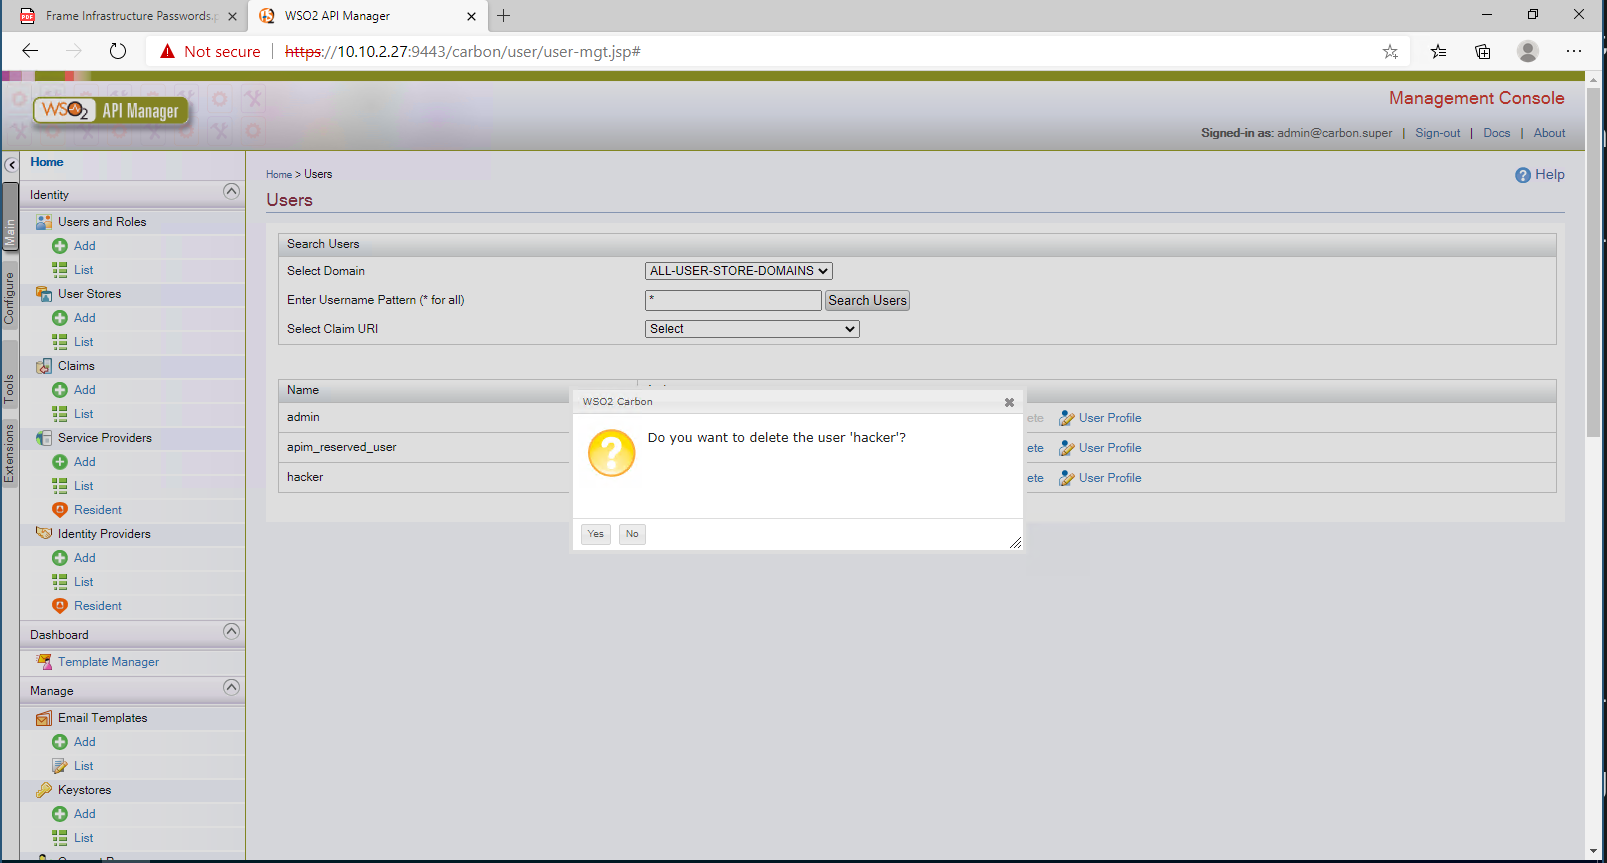 Frame Infrastructure Passwords.p
WSO2 API Manager
Not secure
https://10.10.2.27:9443/carbon/user/user-mgt.jsp#
WSO2 API Manager
Management Console
Signed-in as: admin@carbon.super | Sign-out | Docs | About
Main
Configure
Tools
Extensions
Home
Identity
Users and Roles
Add
List
User Stores
Add
List
Claims
Add
List
Service Providers
Add
List
Resident
Identity Providers
Add
List
Resident
Dashboard
Template Manager
Manage
Email Templates
Add
List
Keystores
Add
List
Home > Users
Help
Users
Search Users
Select Domain
ALL-USER-STORE-DOMAINS
Enter Username Pattern (* for all)
*
Search Users
Select Claim URI
Select
Name
admin
ete
User Profile
apim_reserved_user
ete
User Profile
hacker
ete
User Profile
WSO2 Carbon
Do you want to delete the user 'hacker'?
Yes
No